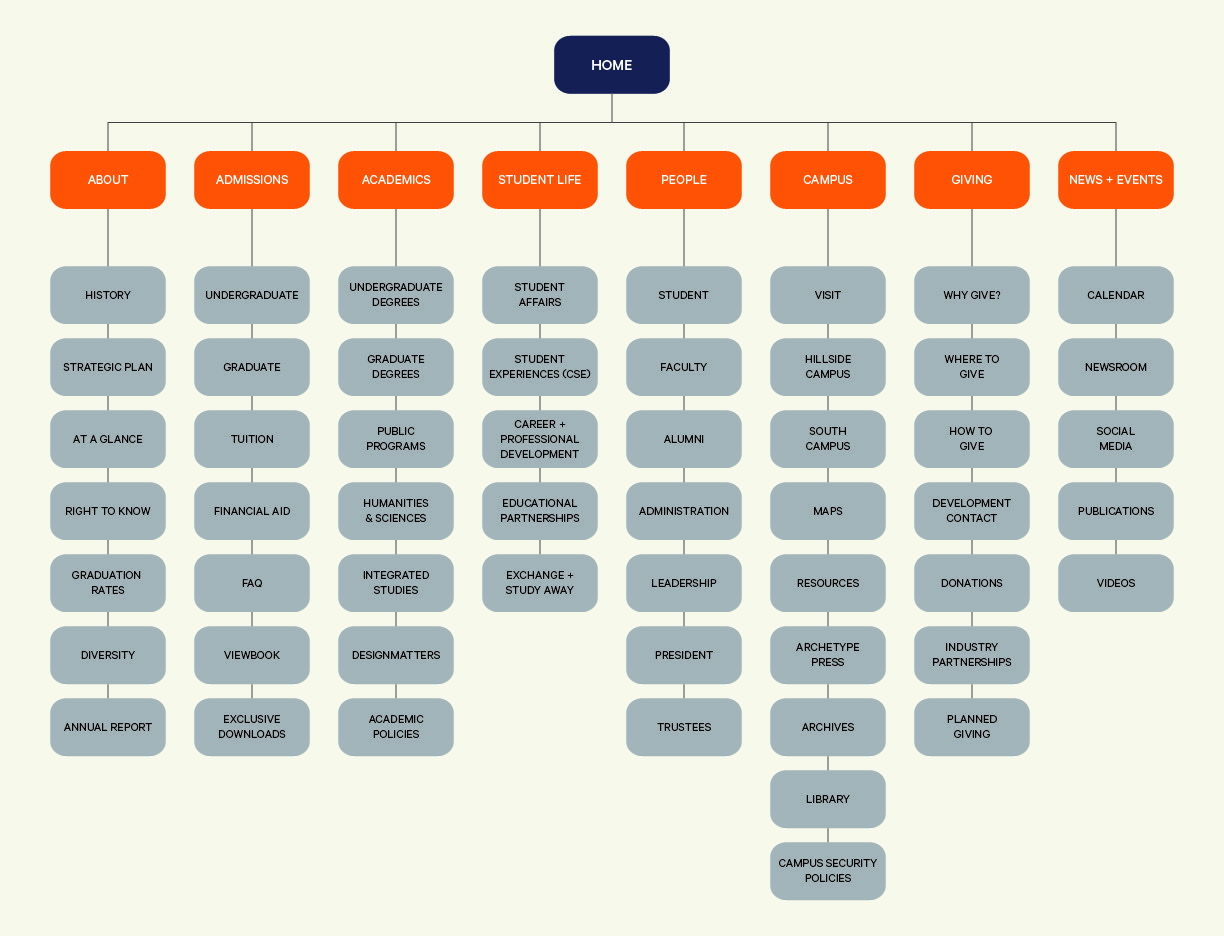 HOME
ABOUT
ADMISSIONS
ACADEMICS
STUDENT LIFE
PEOPLE
CAMPUS
GIVING
NEWS + EVENTS
HISTORY
STRATEGIC PLAN
AT A GLANCE
RIGHT TO KNOW
GRADUATION
RATES
DIVERSITY
ANNUAL REPORT
UNDERGRADUATE
GRADUATE
TUITION
FINANCIAL AID
FAQ
VIEWBOOK
EXCLUSIVE
DOWNLOADS
UNDERGRADUATE
DEGREES
GRADUATE
DEGREES
PUBLIC
PROGRAMS
HUMANITIES
& SCIENCES
INTEGRATED
STUDIES
DESIGNMATTERS
ACADEMIC
POLICIES
STUDENT
AFFAIRS
STUDENT
EXPERIENCES (CSE)
CAREER +
PROFESSIONAL
DEVELOPMENT
EDUCATIONAL
PARTNERSHIPS
EXCHANGE +
STUDY AWAY
STUDENT
FACULTY
ALUMNI
ADMINISTRATION
LEADERSHIP
PRESIDENT
TRUSTEES
VISIT
HILLSIDE
CAMPUS
SOUTH
CAMPUS
MAPS
RESOURCES
ARCHETYPE
PRESS
ARCHIVES
LIBRARY
CAMPUS SECURITY
POLICIES
WHY GIVE?
WHERE TO
GIVE
HOW TO
GIVE
DEVELOPMENT
CONTACT
DONATIONS
INDUSTRY
PARTNERSHIPS
PLANNED
GIVING
CALENDAR
NEWSROOM
SOCIAL
MEDIA
PUBLICATIONS
VIDEOS